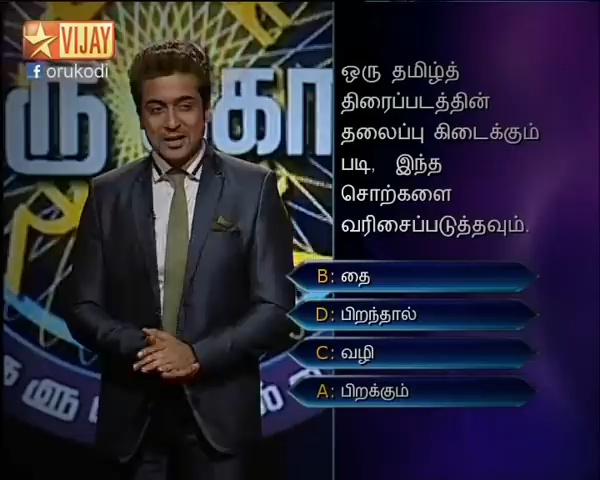 VIJAY
f orukodi
ரு கோ
ஒரு தமிழ்த்
திரைப்படத்தின்
தலைப்பு கிடைக்கும்
படி, இந்த
சொற்களை
வரிசைப்படுத்தவும்.
B: தை
D: பிறந்தால்
C: வழி
A: பிறக்கும்